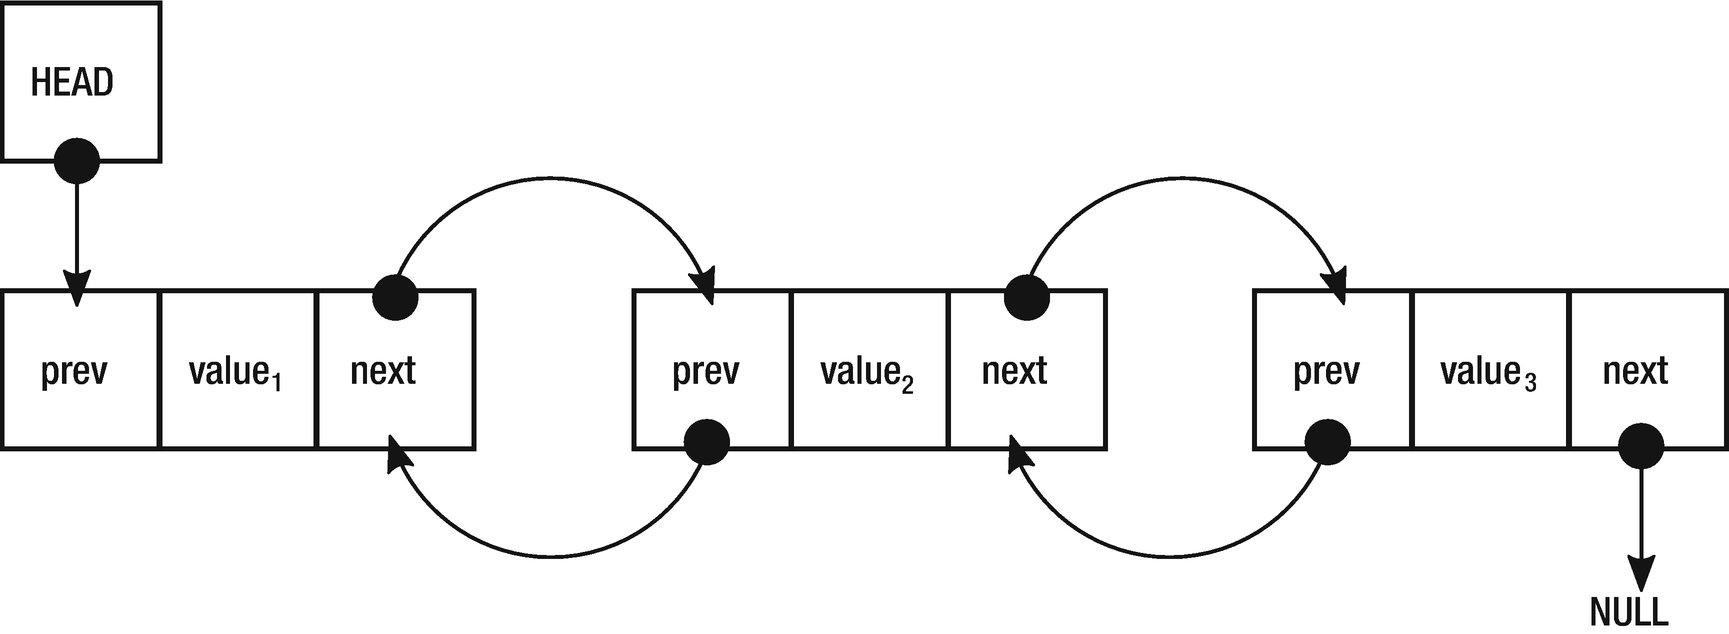 HEAD
prev value₁ next prev value₂ next prev value₃ next
NULL